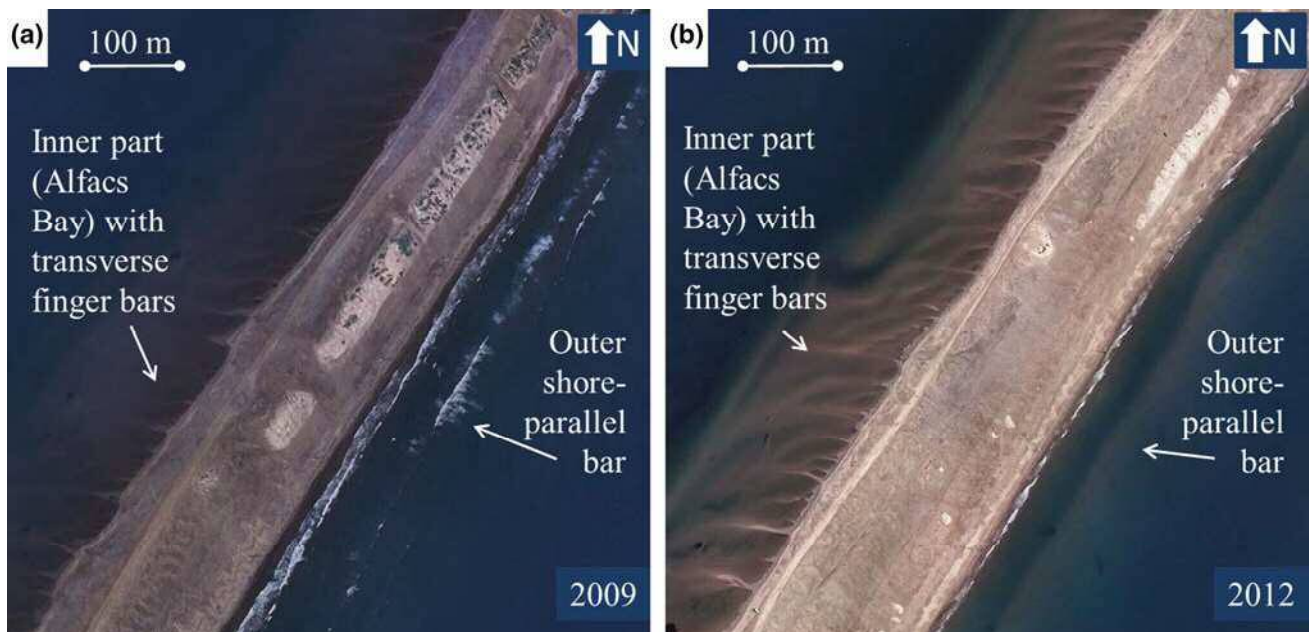 (a)
100 m
N
Inner part
(Alfacs
Bay) with
transverse
finger bars
Outer
shore-
parallel
bar
2009
(b)
100 m
N
Inner part
(Alfacs
Bay) with
transverse
finger bars
Outer
shore-
parallel
bar
2012